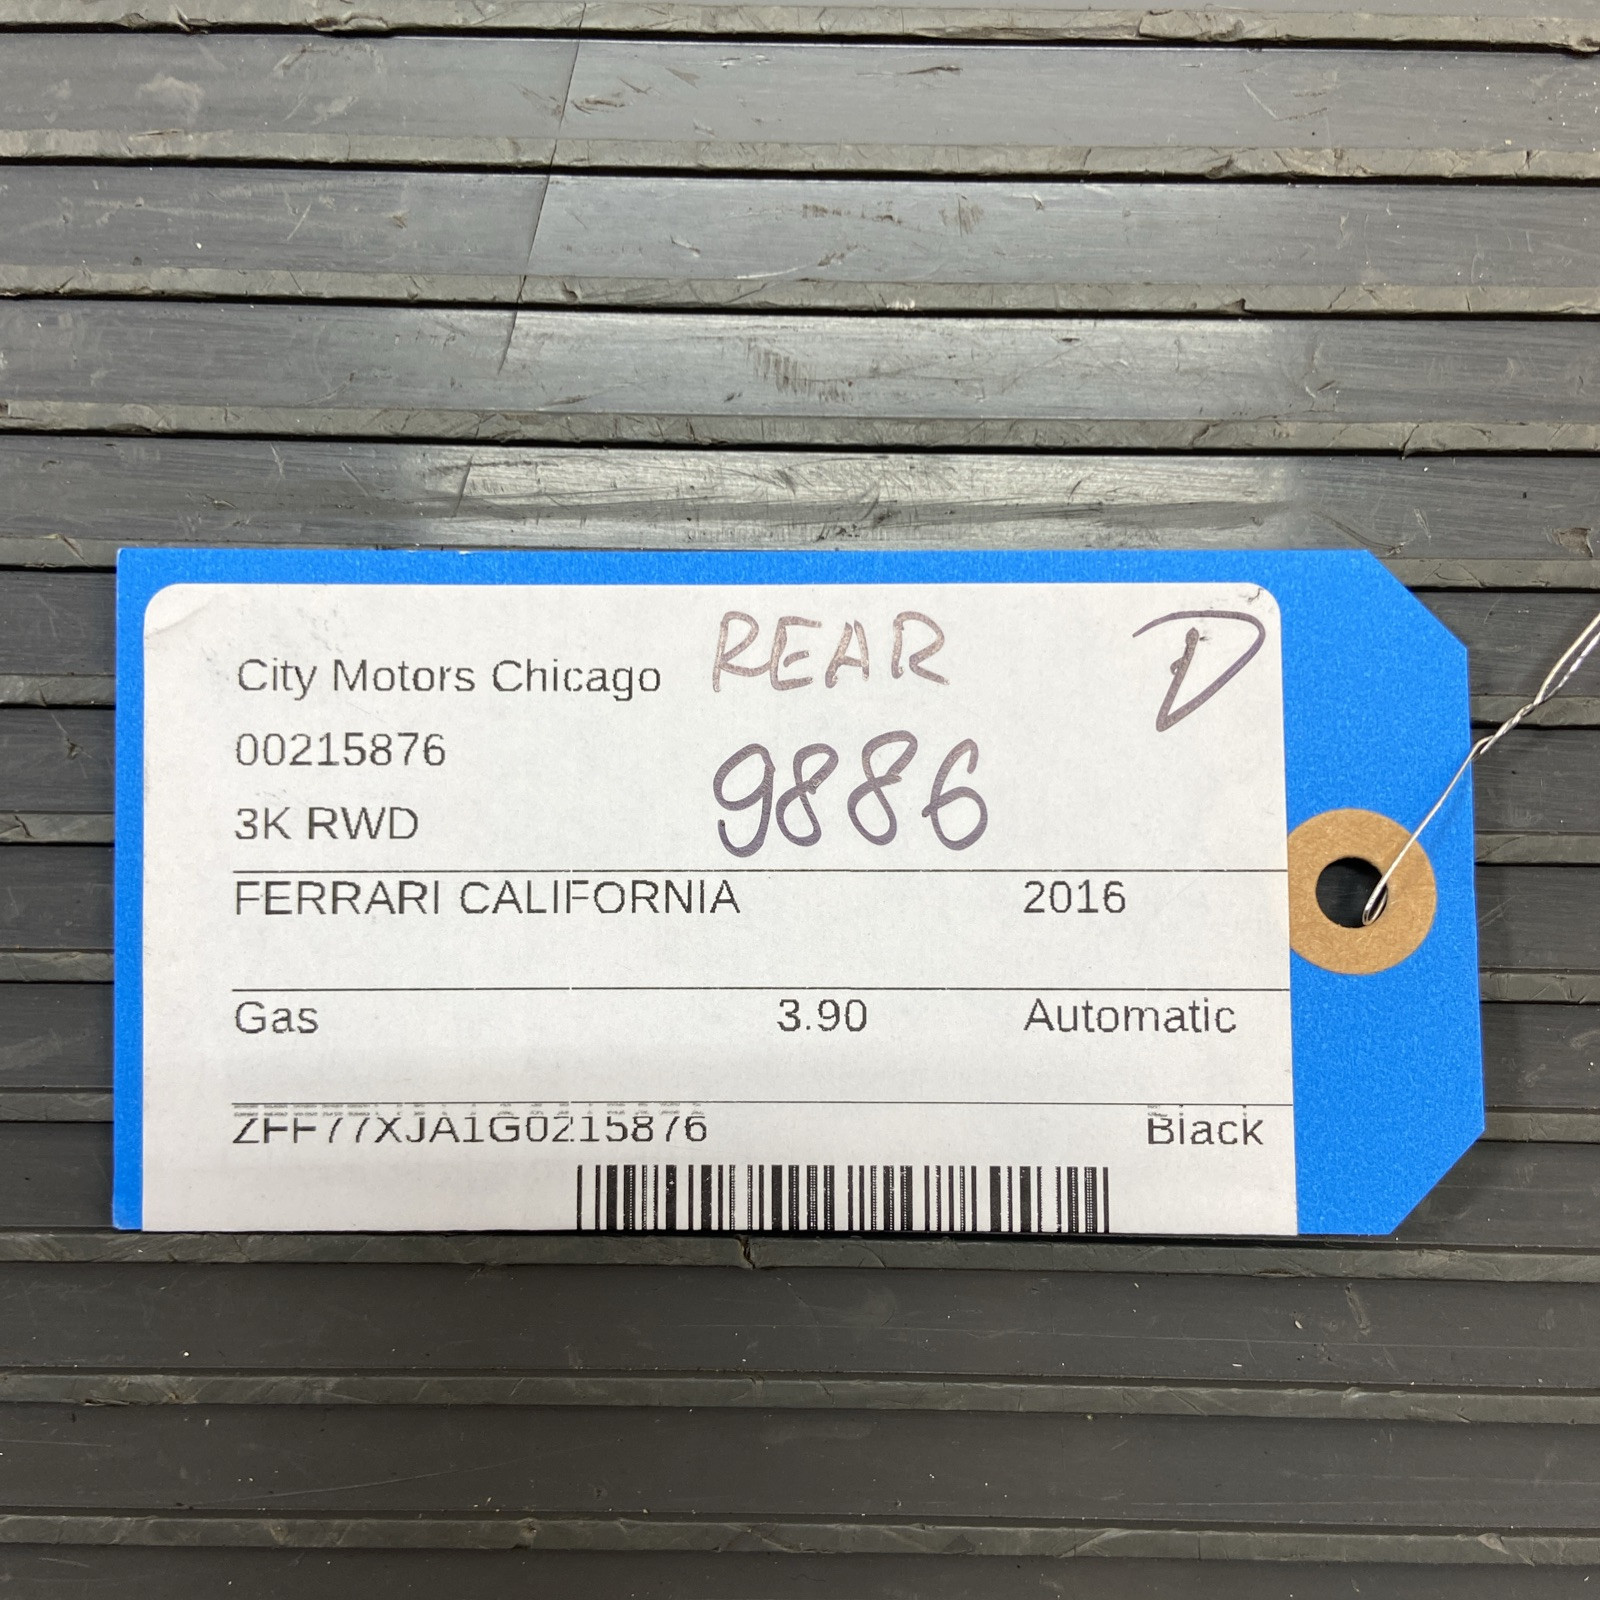 City Motors Chicago REAR D
00215876 9886
3K RWD
FERRARI CALIFORNIA 2016
Gas 3.90 Automatic
ZFF77XJA1G0215876 Black